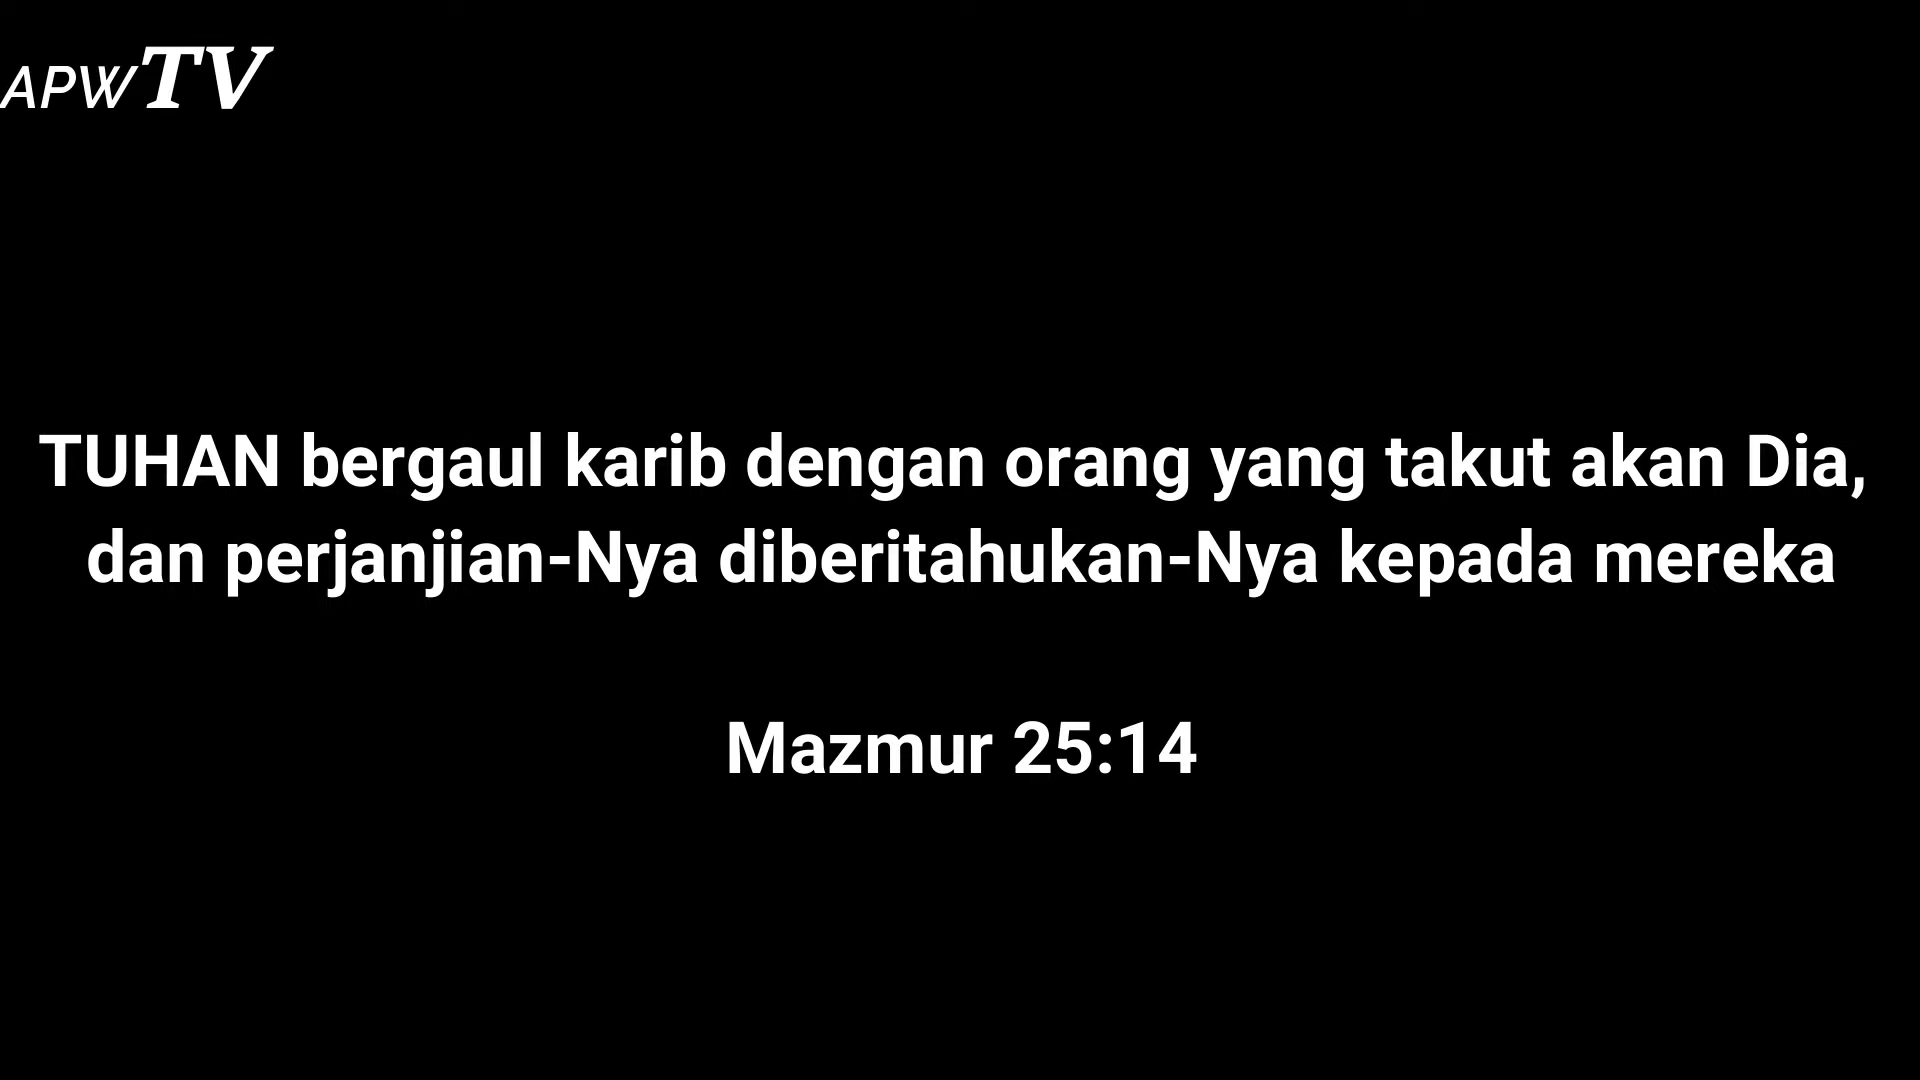 APWTV
TUHAN bergaul karib dengan orang yang takut akan Dia,
dan perjanjian-Nya diberitahukan-Nya kepada mereka
Mazmur 25:14